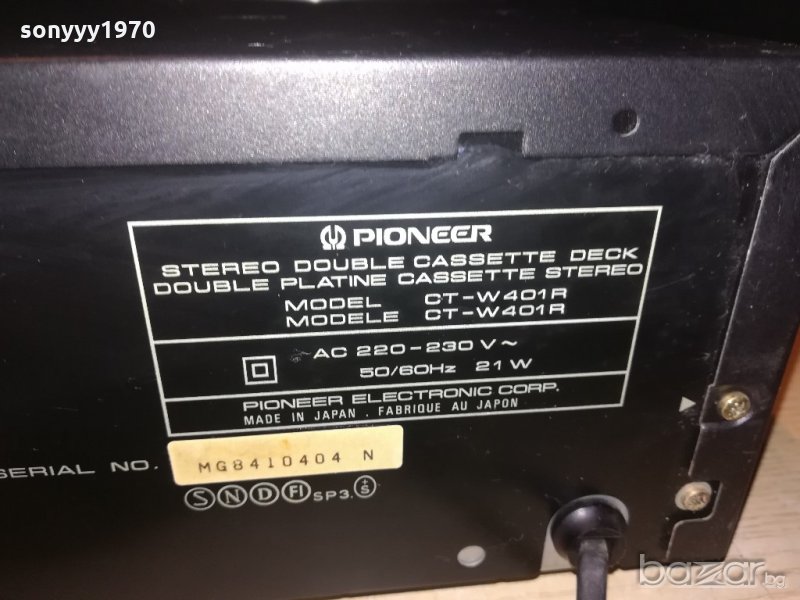 sonyyy1970
PIONEER
STEREO DOUBLE CASSETTE DECK
DOUBLE PLATINE CASSETTE STEREO
MODEL CT-W401R
MODELE CT-W401R
AC 220-230 V~
50/60Hz 21 W
PIONEER ELECTRONIC CORP.
MADE IN JAPAN . FABRIQUE AU JAPON
SERIAL NO. MG8410404 N
S N D FI SP3. +S
bazar.bg